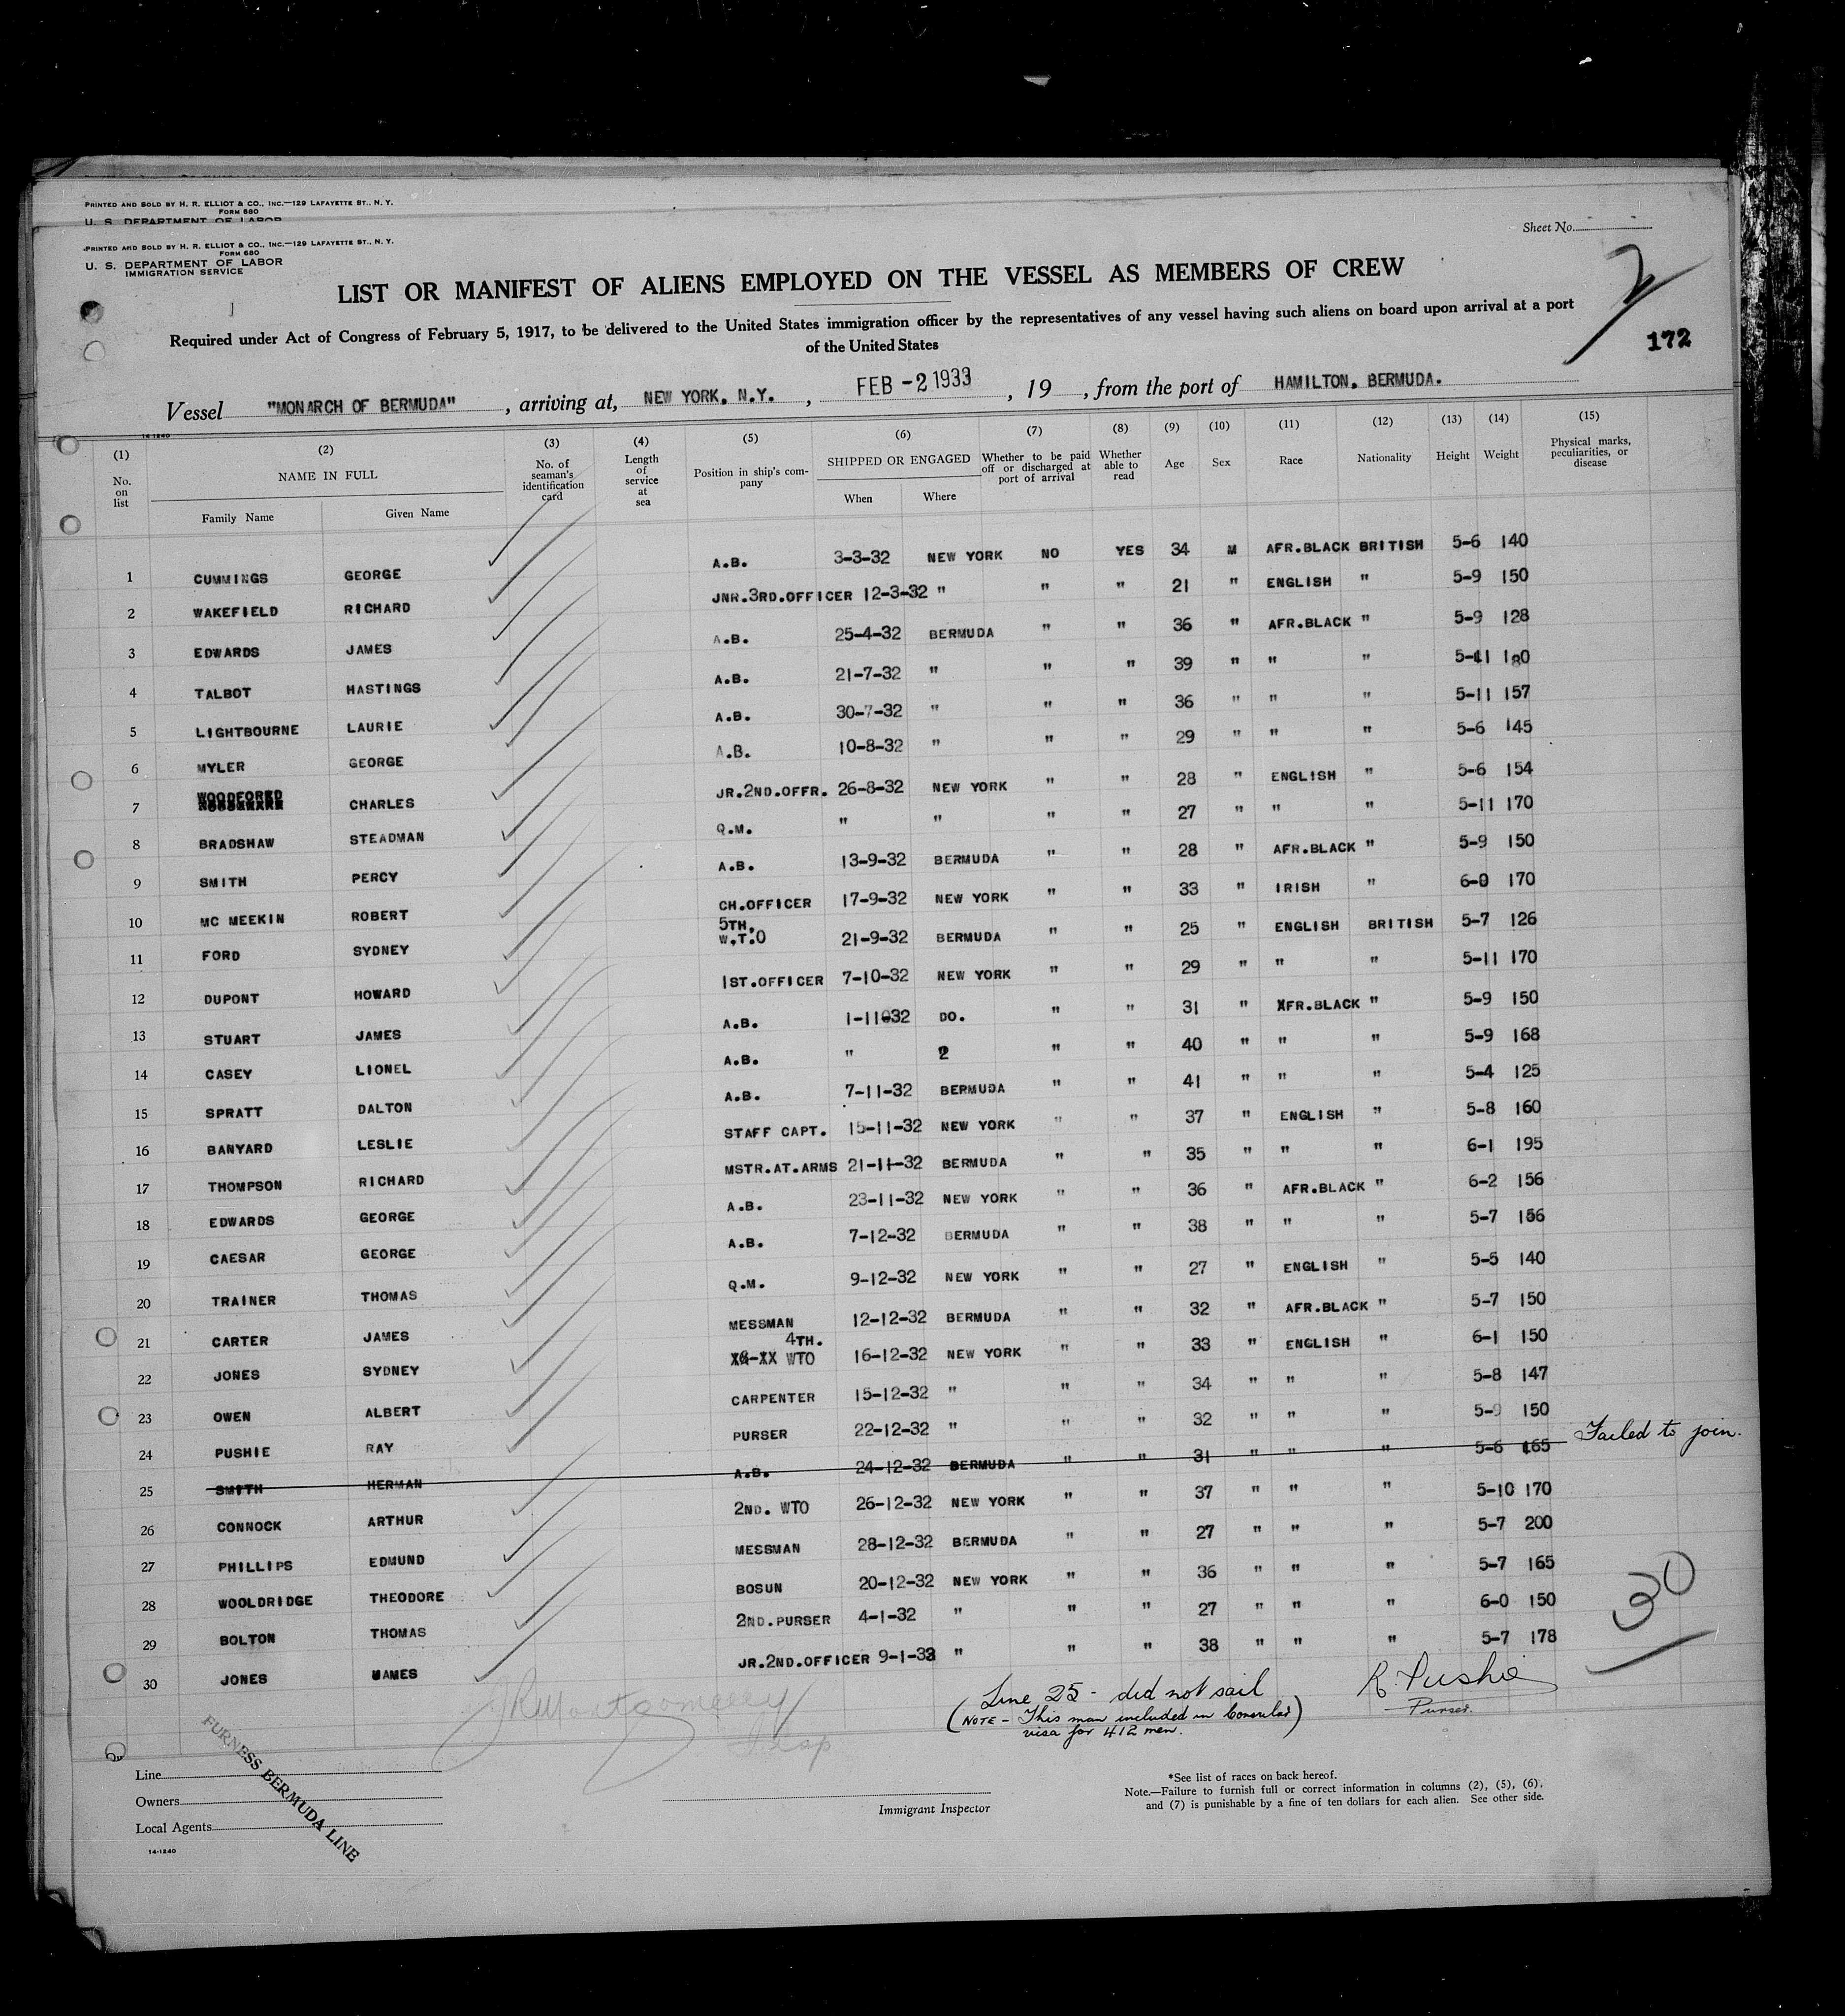 PRINTED AND SOLD BY H. R. ELLIOT & CO., INC.—129 LAFAYETTE ST., N. Y.
FORM 680
U. S. DEPARTMENT OF LABOR
PRINTED AND SOLD BY H. R. ELLIOT & CO., INC.—129 LAFAYETTE ST., N. Y.
FORM 680
U. S. DEPARTMENT OF LABOR
IMMIGRATION SERVICE
Sheet No.
LIST OR MANIFEST OF ALIENS EMPLOYED ON THE VESSEL AS MEMBERS OF CREW
Required under Act of Congress of February 5, 1917, to be delivered to the United States immigration officer by the representatives of any vessel having such aliens on board upon arrival at a port
of the United States
172
Vessel "MONARCH OF BERMUDA" , arriving at, NEW YORK, N.Y. , FEB -2 1933 , 19 , from the port of HAMILTON, BERMUDA.
14-1240
(1) (2) (3) (4) (5) (6) (7) (8) (9) (10) (11) (12) (13) (14) (15)
No. on list NAME IN FULL Family Name Given Name No. of seaman's identification card Length of service at sea Position in ship's company SHIPPED OR ENGAGED When Where Whether to be paid off or discharged at port of arrival Whether able to read Age Sex Race Nationality Height Weight Physical marks, peculiarities, or disease
1 CUMMINGS GEORGE A.B. 3-3-32 NEW YORK NO YES 34 M AFR.BLACK BRITISH 5-6 140
2 WAKEFIELD RICHARD JNR.3RD.OFFICER 12-3-32 " " " 21 " ENGLISH " 5-9 150
3 EDWARDS JAMES A.B. 25-4-32 BERMUDA " " 36 " AFR.BLACK " 5-9 128
4 TALBOT HASTINGS A.B. 21-7-32 " " " 39 " " " 5-11 180
5 LIGHTBOURNE LAURIE A.B. 30-7-32 " " " 36 " " " 5-11 157
6 MYLER GEORGE A.B. 10-8-32 " " " 29 " " " 5-6 145
7 WOODFORED CHARLES JR.2ND.OFFR. 26-8-32 NEW YORK " " 28 " ENGLISH " 5-6 154
8 BRADSHAW STEADMAN Q.M. " " " " 27 " " " 5-11 170
9 SMITH PERCY A.B. 13-9-32 BERMUDA " " 28 " AFR.BLACK " 5-9 150
10 MC MEEKIN ROBERT CH.OFFICER 17-9-32 NEW YORK " " 33 " IRISH " 6-0 170
11 FORD SYDNEY 5TH. W.T.O 21-9-32 BERMUDA " " 25 " ENGLISH BRITISH 5-7 126
12 DUPONT HOWARD 1ST.OFFICER 7-10-32 NEW YORK " " 29 " " " 5-11 170
13 STUART JAMES A.B. 1-11-32 DO. " " 31 " AFR.BLACK " 5-9 150
14 CASEY LIONEL A.B. " " " 40 " " " 5-9 168
15 SPRATT DALTON A.B. 7-11-32 BERMUDA " " 41 " " " 5-4 125
16 BANYARD LESLIE STAFF CAPT. 15-11-32 NEW YORK " " 37 " ENGLISH " 5-8 160
17 THOMPSON RICHARD MSTR.AT.ARMS 21-11-32 BERMUDA " " 35 " " " 6-1 195
18 EDWARDS GEORGE A.B. 23-11-32 NEW YORK " " 36 " AFR.BLACK " 6-2 156
19 CAESAR GEORGE A.B. 7-12-32 BERMUDA " " 38 " " " 5-7 156
20 TRAINER THOMAS Q.M. 9-12-32 NEW YORK " " 27 " ENGLISH " 5-5 140
21 CARTER JAMES MESSMAN 12-12-32 BERMUDA " " 32 " AFR.BLACK " 5-7 150
22 JONES SYDNEY 4TH. WTO 16-12-32 NEW YORK " " 33 " ENGLISH " 6-1 150
23 OWEN ALBERT CARPENTER 15-12-32 " " " 34 " " " 5-8 147
24 PUSHIE RAY PURSER 22-12-32 " " " 32 " " " 5-9 150
25 SMITH HERMAN A.B. 24-12-32 BERMUDA " " 31 " " " 5-6 165 Failed to join.
26 CONNOCK ARTHUR 2ND. WTO 26-12-32 NEW YORK " " 37 " " " 5-10 170
27 PHILLIPS EDMUND MESSMAN 28-12-32 BERMUDA " " 27 " " " 5-7 200
28 WOOLDRIDGE THEODORE BOSUN 20-12-32 NEW YORK " " 36 " " " 5-7 165
29 BOLTON THOMAS 2ND.PURSER 4-1-32 " " " 27 " " " 6-0 150
30 JONES JAMES JR.2ND.OFFICER 9-1-33 " " " 38 " " " 5-7 178
30
JRMontgomery
Insp
Line 25 - did not sail
(NOTE - This man included in Consular
visa for 412 men.)
R. Pushie
Purser.
Line
Owners
Local Agents
FURNESS BERMUDA LINE
14-1240
Immigrant Inspector
*See list of races on back hereof.
Note.—Failure to furnish full or correct information in columns (2), (5), (6),
and (7) is punishable by a fine of ten dollars for each alien. See other side.